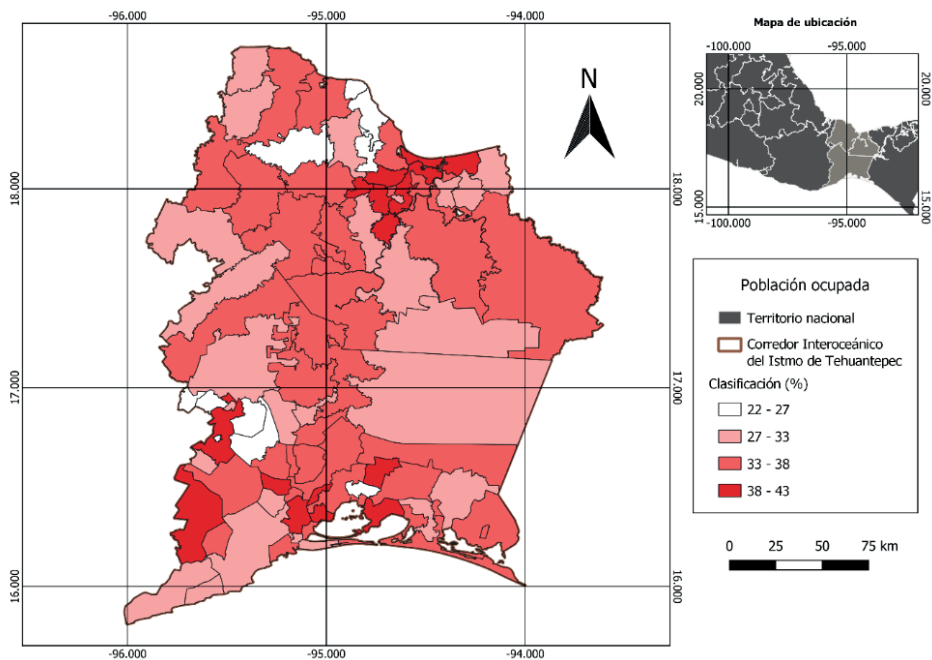 -96.000
-95.000
-94.000
N
18.000
18.000
17.000
17.000
16.000
16.000
-96.000
-95.000
-94.000
Mapa de ubicación
-100.000
-95.000
20.000
20.000
15.000
15.000
-100.000
-95.000
Población ocupada
Territorio nacional
Corredor Interoceánico
del Istmo de Tehuantepec
Clasificación (%)
22 - 27
27 - 33
33 - 38
38 - 43
0 25 50 75 km